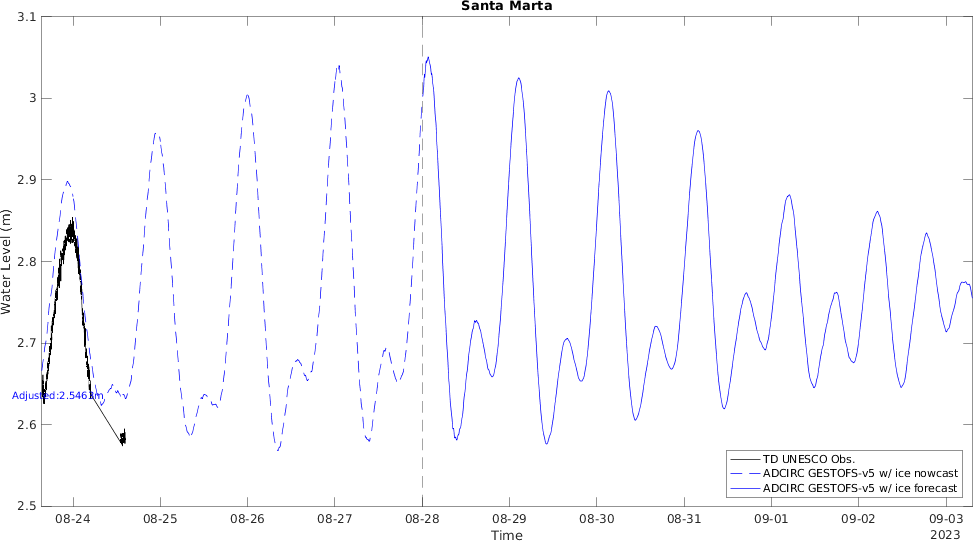 Santa Marta
3.1
3
2.9
2.8
2.7
2.6
2.5
Water Level (m)
Adjusted:2.5463m
TD UNESCO Obs.
ADCIRC GESTOFS-v5 w/ ice nowcast
ADCIRC GESTOFS-v5 w/ ice forecast
08-24 08-25 08-26 08-27 08-28 08-29 08-30 08-31 09-01 09-02 09-03
2023
Time